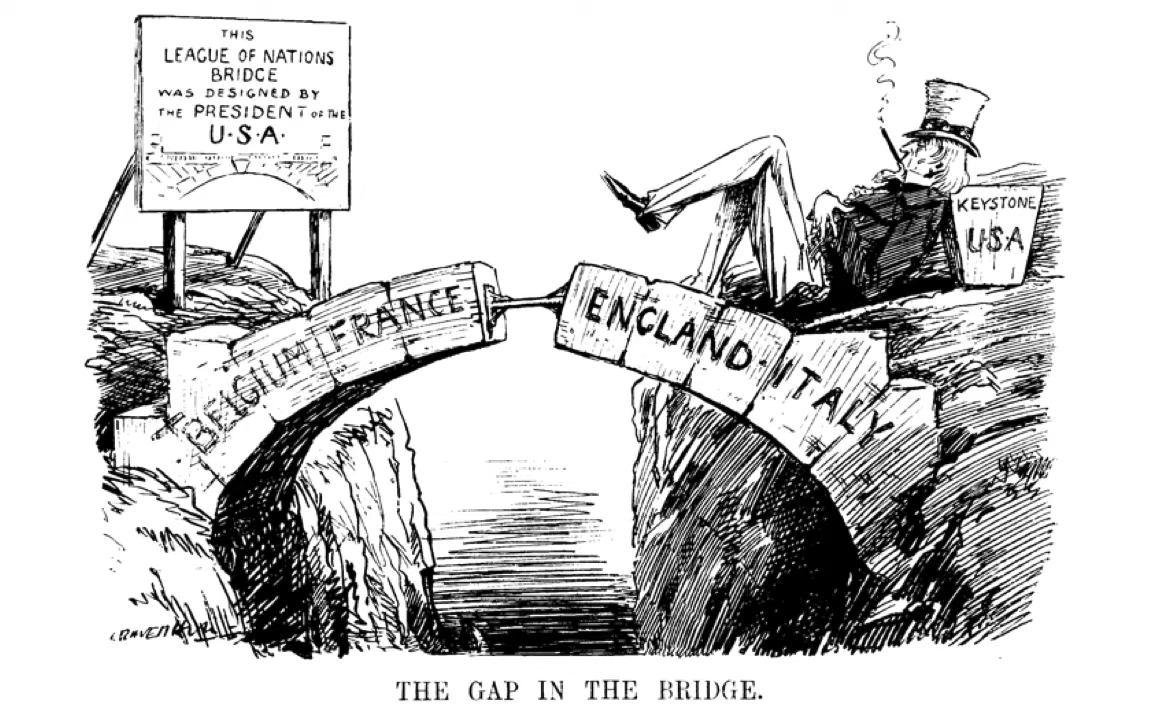 THIS
LEAGUE OF NATIONS
BRIDGE
WAS DESIGNED BY
THE PRESIDENT OF THE
U.S.A.
KEYSTONE
U.S.A
BELGIUM
FRANCE
ENGLAND.
ITALY
THE GAP IN THE BRIDGE.